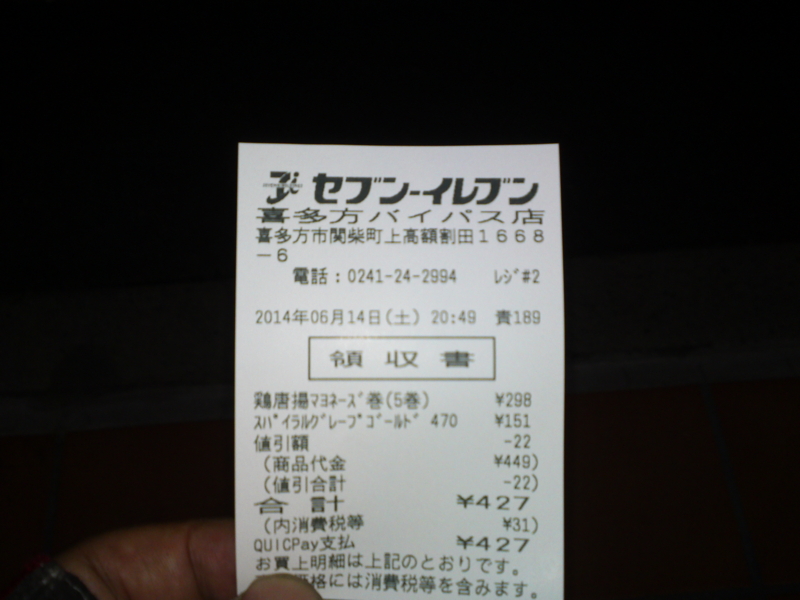 セブン-イレブン
喜多方バイパス店
喜多方市関柴町上高額割田1668
-6
電話:0241-24-2994 レジ#2
2014年06月14日(土) 20:49 責189
領収書
鶏唐揚マヨネーズ巻(5巻) ¥298
スパイラルグレープゴールド 470 ¥151
値引額 -22
(商品代金 ¥449)
(値引合計 -22)
合計 ¥427
(内消費税等 ¥31)
QUICPay支払 ¥427
お買上明細は上記のとおりです。
価格には消費税等を含みます。